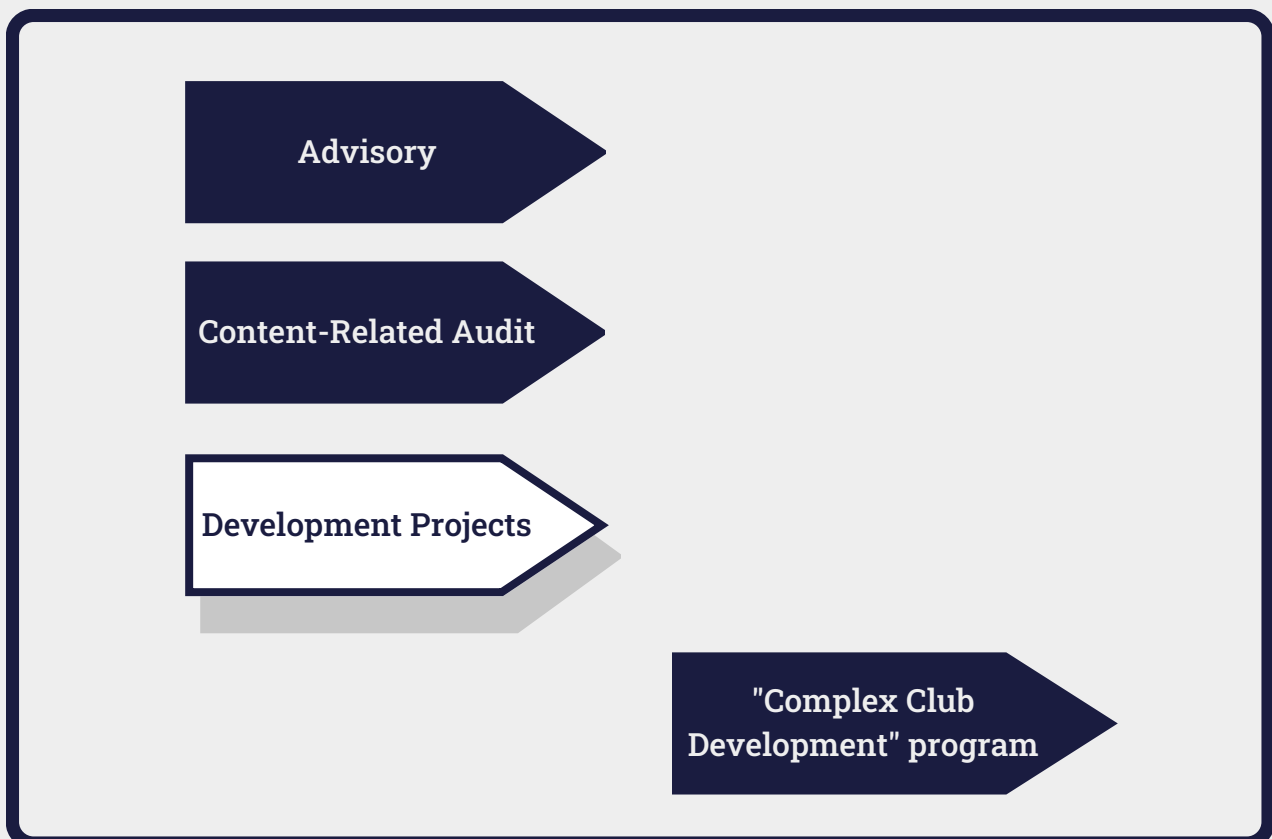 Advisory
Content-Related Audit
Development Projects
"Complex Club
Development" program